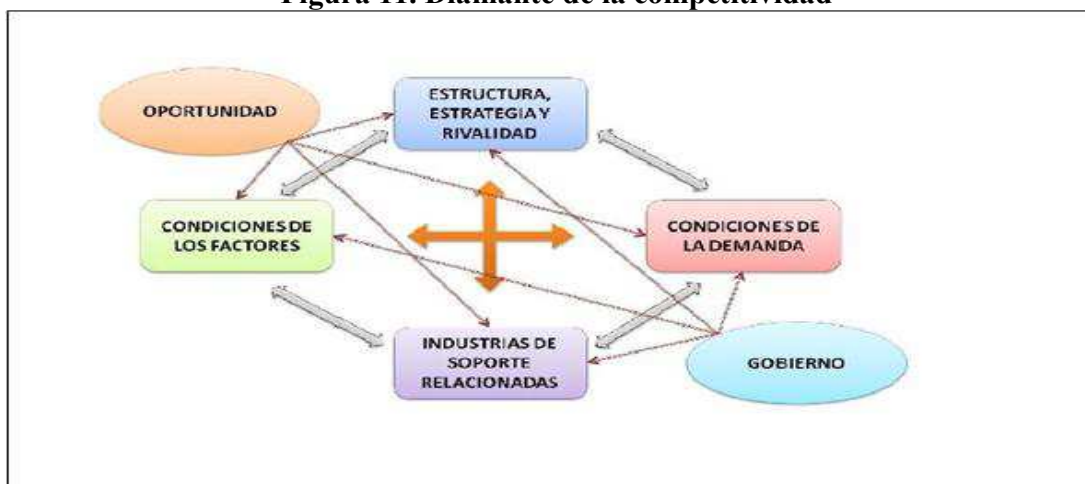 Figura 11. Diamante de la competitividad
OPORTUNIDAD
ESTRUCTURA,
ESTRATEGIA Y
RIVALIDAD
CONDICIONES DE
LOS FACTORES
CONDICIONES DE
LA DEMANDA
INDUSTRIAS DE
SOPORTE
RELACIONADAS
GOBIERNO